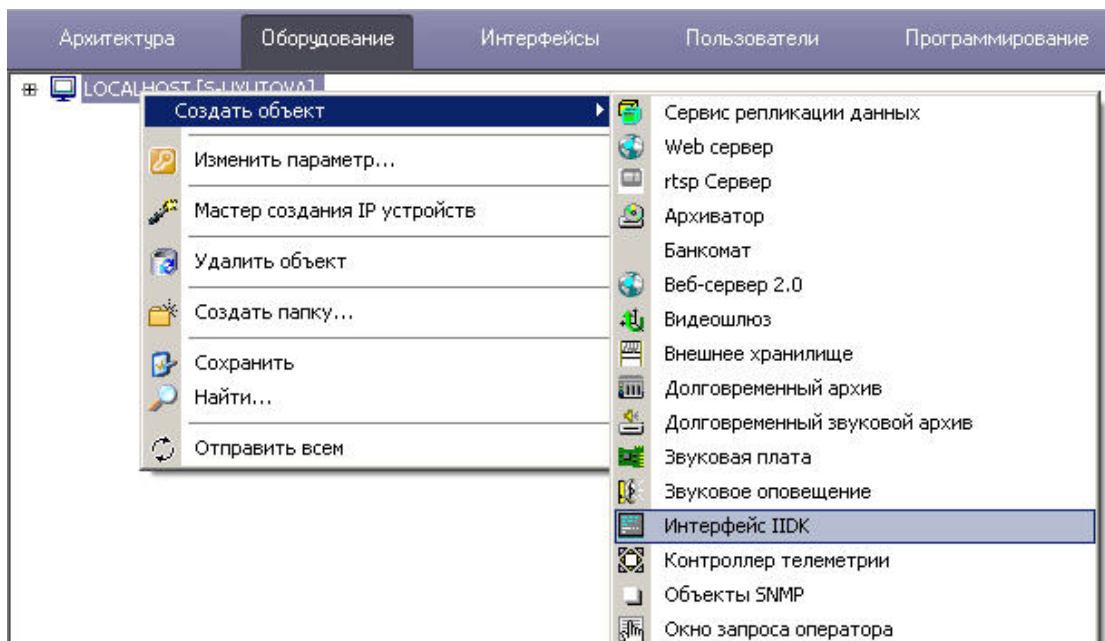 Архитектура Оборудование Интерфейсы Пользователи Программирование
LOCALHOST
Создать объект
Изменить параметр...
Мастер создания IP устройств
Удалить объект
Создать папку...
Сохранить
Найти...
Отправить всем
Сервис репликации данных
Web сервер
rtsp Сервер
Архиватор
Банкомат
Веб-сервер 2.0
Видеошлюз
Внешнее хранилище
Долговременный архив
Долговременный звуковой архив
Звуковая плата
Звуковое оповещение
Интерфейс IIDK
Контроллер телеметрии
Объекты SNMP
Окно запроса оператора